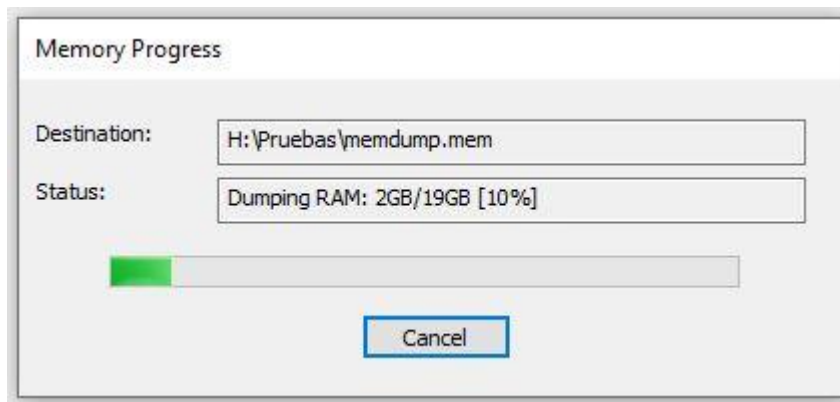 Memory Progress
Destination: H:\Pruebas\memdump.mem
Status: Dumping RAM: 2GB/19GB [10%]
Cancel